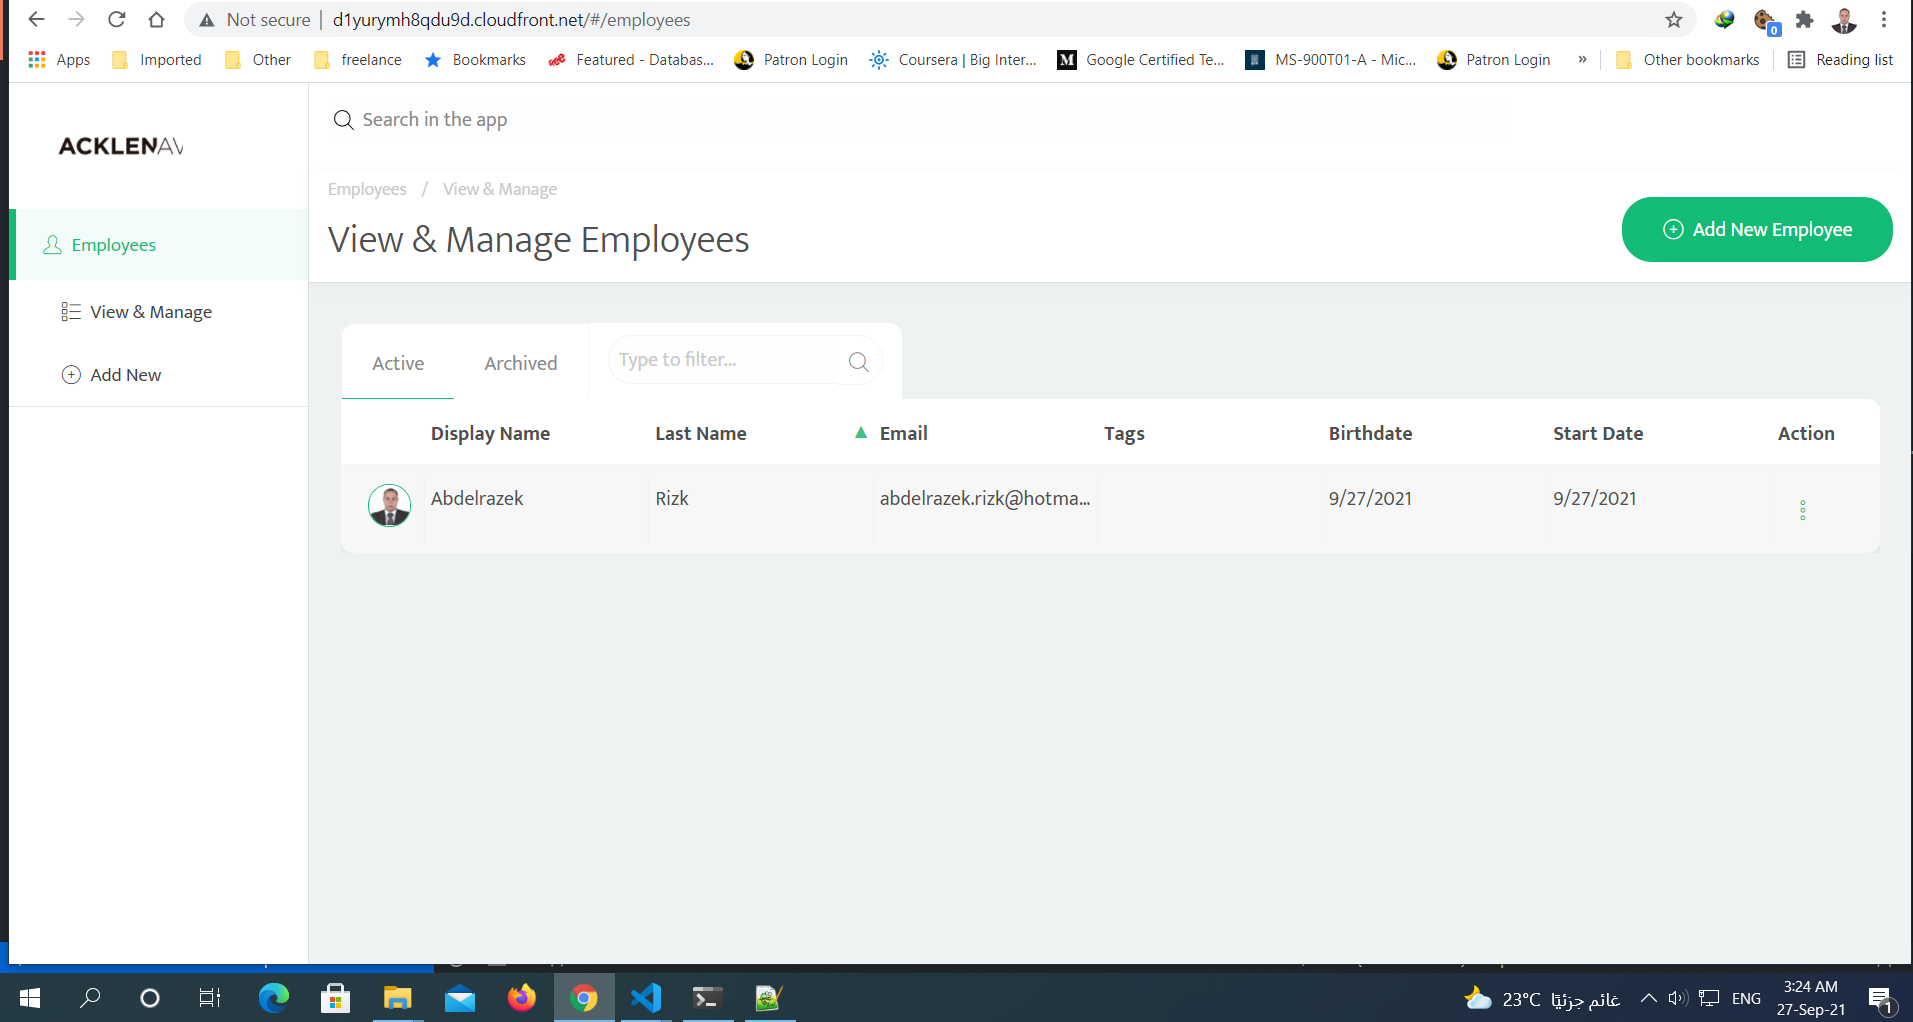 Not secure | d1yurymh8qdu9d.cloudfront.net/#/employees
Apps Imported Other freelance Bookmarks Featured - Databas... Patron Login Coursera | Big Inter... Google Certified Te... MS-900T01-A - Mic... Patron Login » Other bookmarks Reading list
ACKLENAV
Search in the app
Employees / View & Manage
View & Manage Employees
Add New Employee
Employees
View & Manage
Add New
Active Archived Type to filter...
Display Name Last Name Email Tags Birthdate Start Date Action
Abdelrazek Rizk abdelrazek.rizk@hotma... 9/27/2021 9/27/2021
23°C غائم جزئيًا ENG 3:24 AM
27-Sep-21
0
1